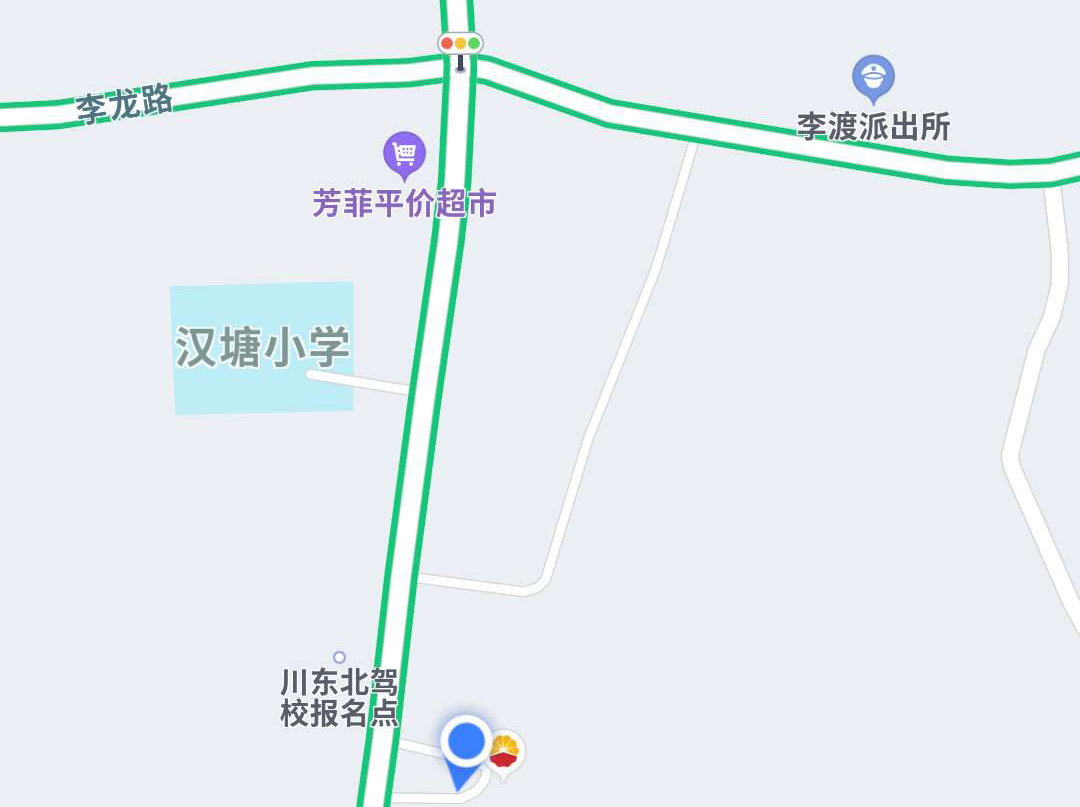 李龙路
李渡派出所
芳菲平价超市
汉塘小学
川东北驾
校报名点